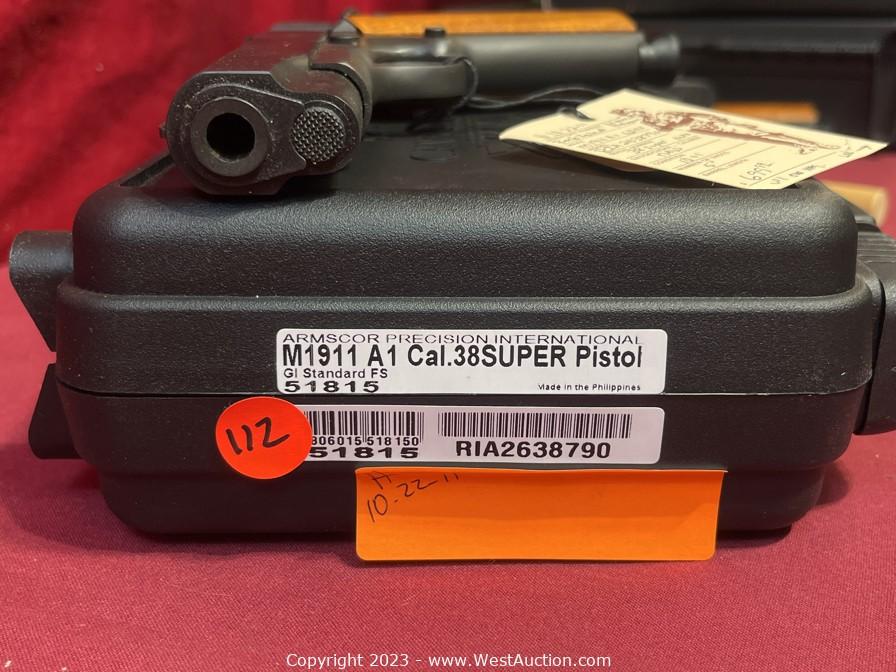 ARMSCOR PRECISION INTERNATIONAL
M1911 A1 Cal.38SUPER Pistol
GI Standard FS
51815
Made in the Philippines
112
806015 518150
51815
RIA2638790
10-22-11
Copyright 2023 - www.WestAuction.com